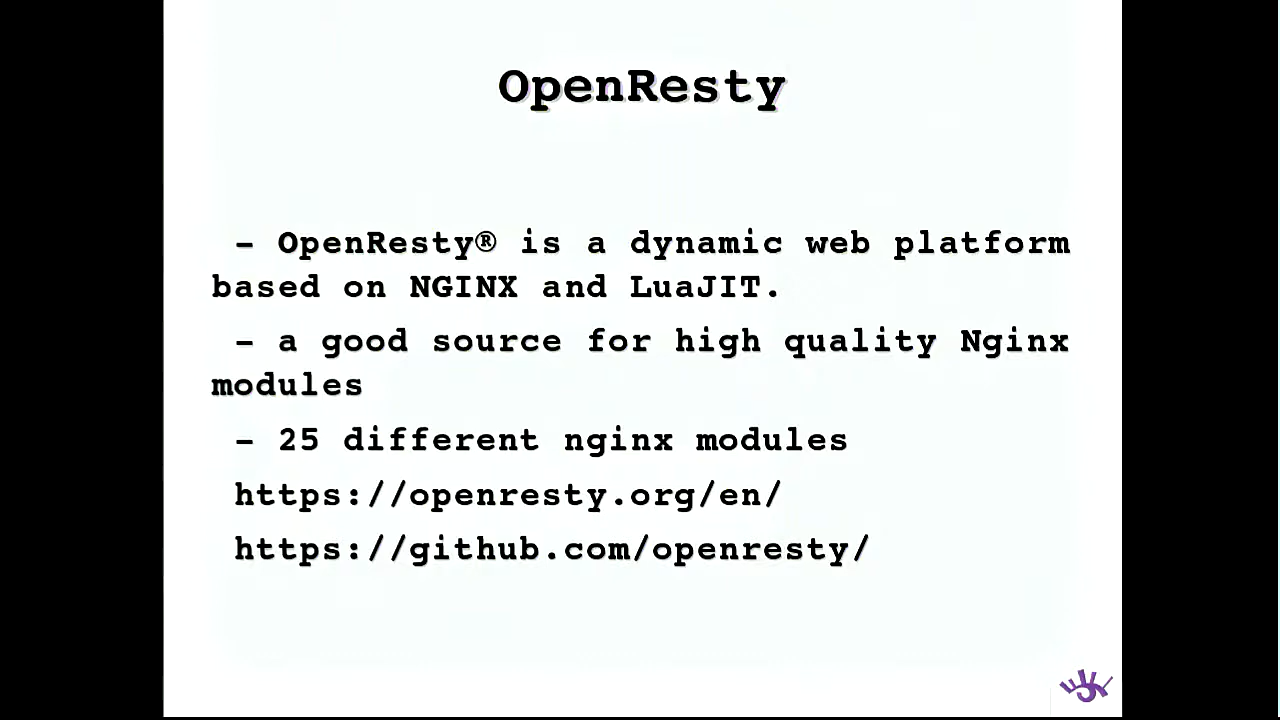 OpenResty
- OpenResty® is a dynamic web platform
based on NGINX and LuaJIT.
- a good source for high quality Nginx
modules
- 25 different nginx modules
https://openresty.org/en/
https://github.com/openresty/